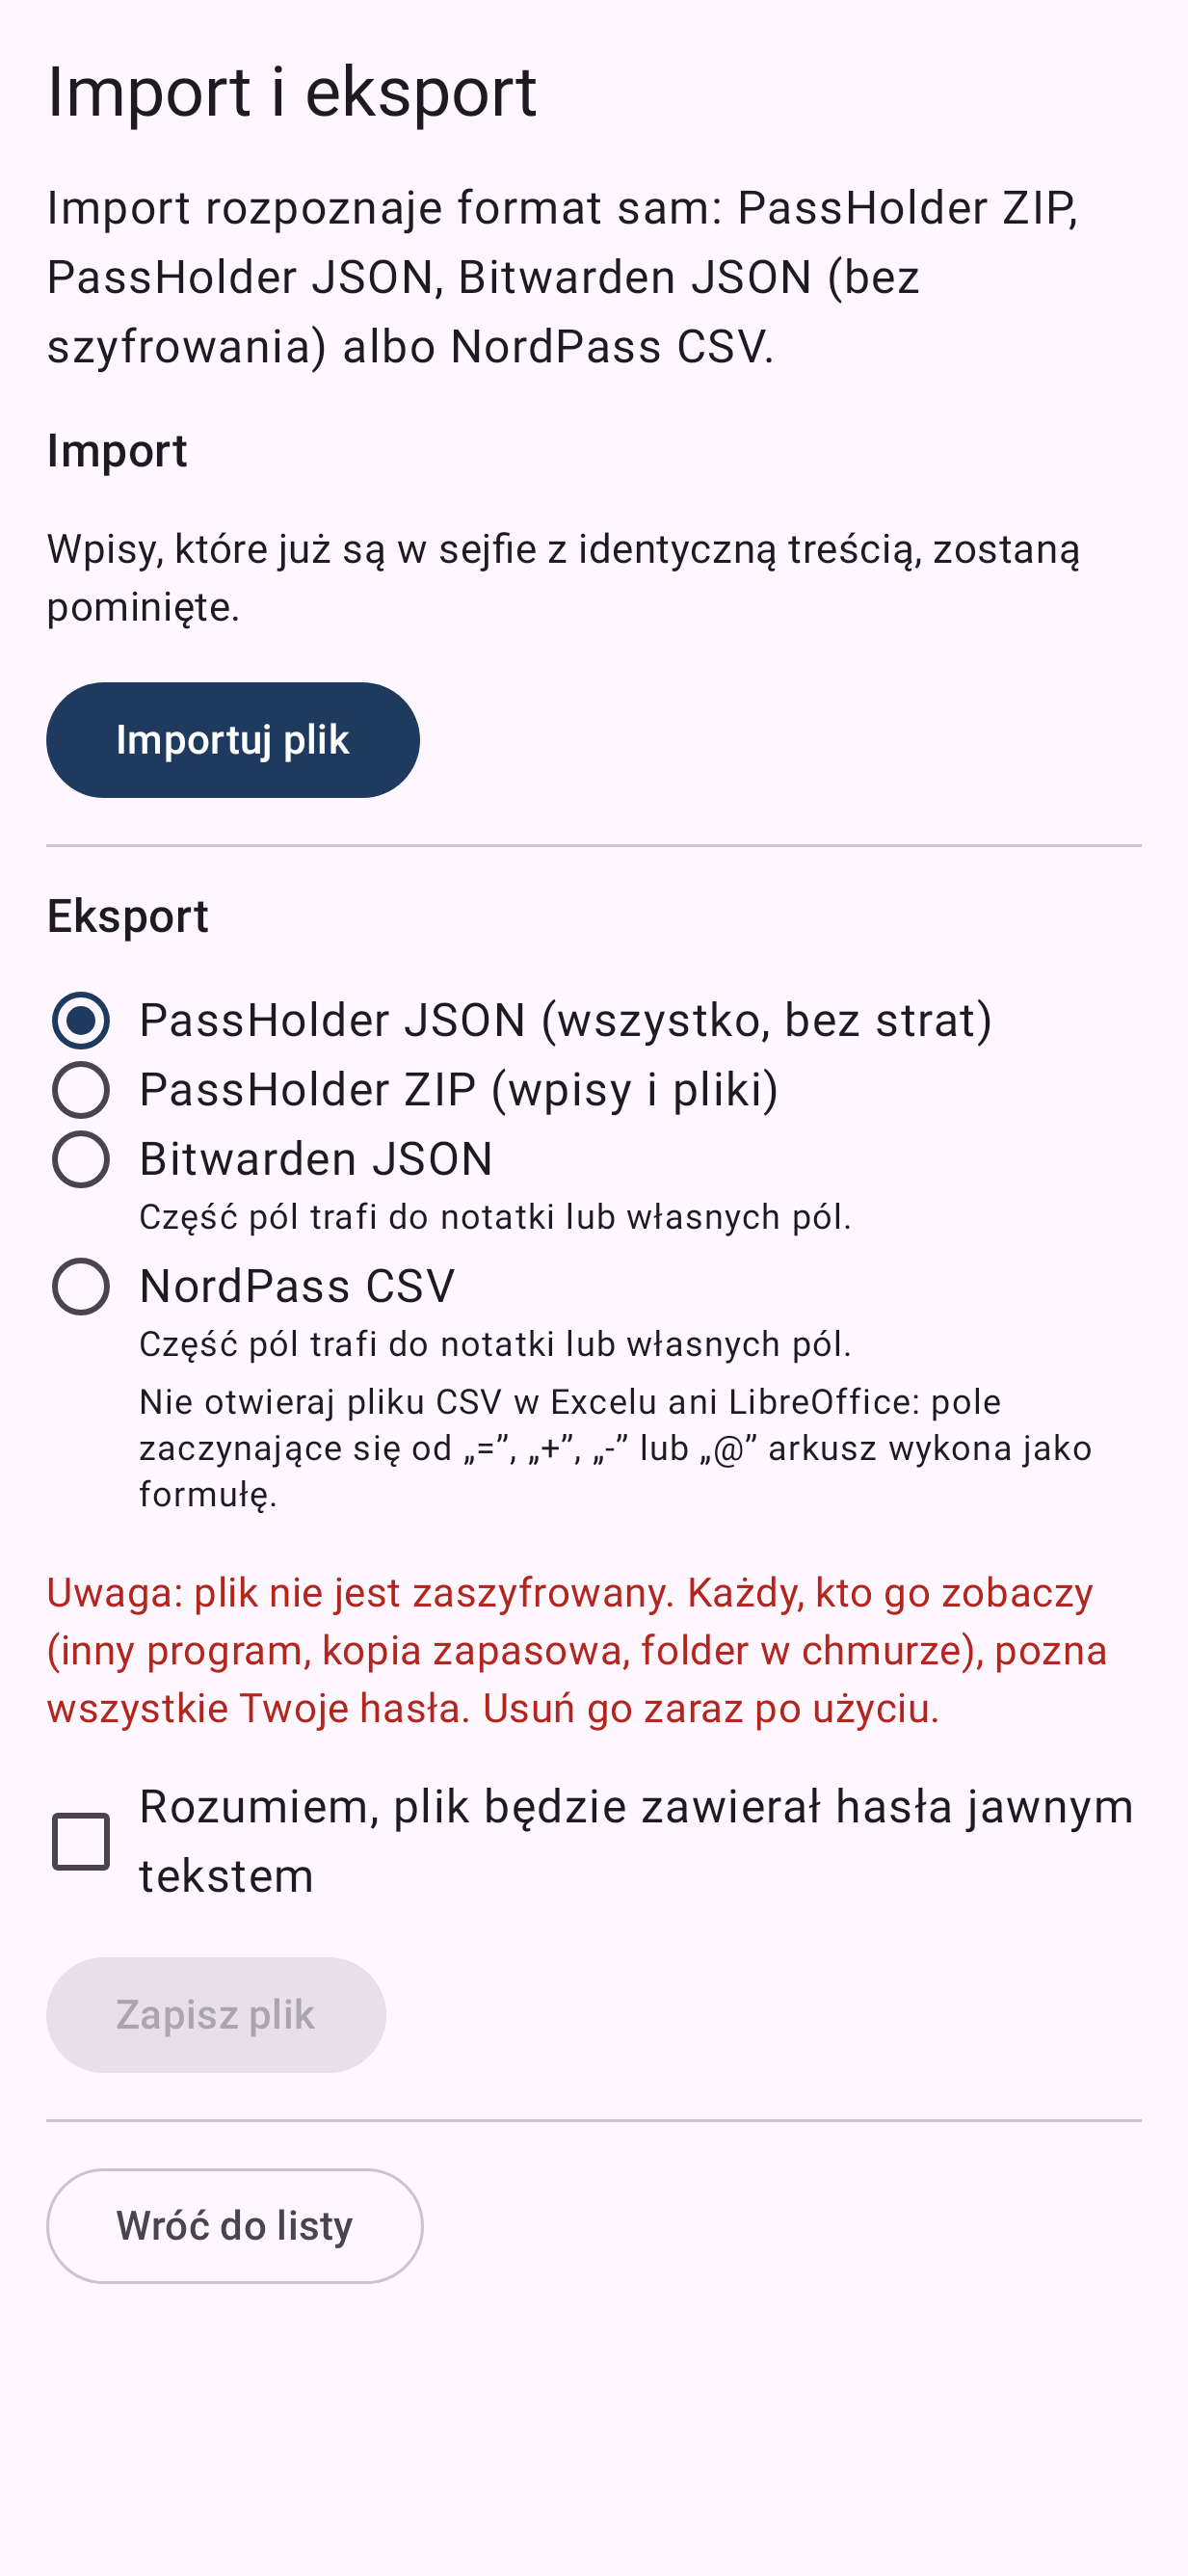 Import i eksport
Import rozpoznaje format sam: PassHolder ZIP,
PassHolder JSON, Bitwarden JSON (bez
szyfrowania) albo NordPass CSV.
Import
Wpisy, które już są w sejfie z identyczną treścią, zostaną
pominięte.
Importuj plik
Eksport
PassHolder JSON (wszystko, bez strat)
PassHolder ZIP (wpisy i pliki)
Bitwarden JSON
Część pól trafi do notatki lub własnych pól.
NordPass CSV
Część pól trafi do notatki lub własnych pól.
Nie otwieraj pliku CSV w Excelu ani LibreOffice: pole
zaczynające się od „=”, „+”, „-” lub „@” arkusz wykona jako
formułę.
Uwaga: plik nie jest zaszyfrowany. Każdy, kto go zobaczy
(inny program, kopia zapasowa, folder w chmurze), pozna
wszystkie Twoje hasła. Usuń go zaraz po użyciu.
Rozumiem, plik będzie zawierał hasła jawnym
tekstem
Zapisz plik
Wróć do listy